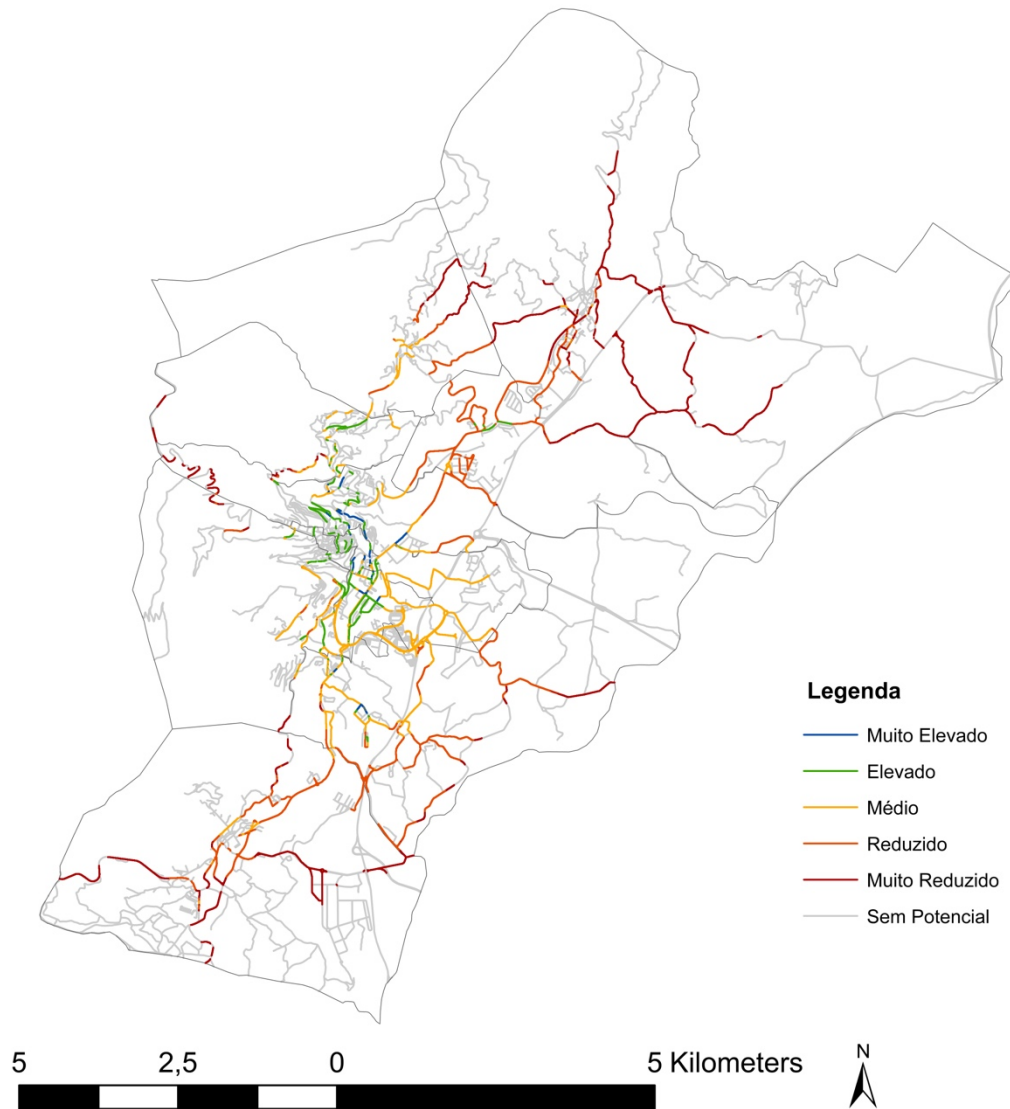 Legenda
Muito Elevado
Elevado
Médio
Reduzido
Muito Reduzido
Sem Potencial
5 2,5 0 5 Kilometers
N